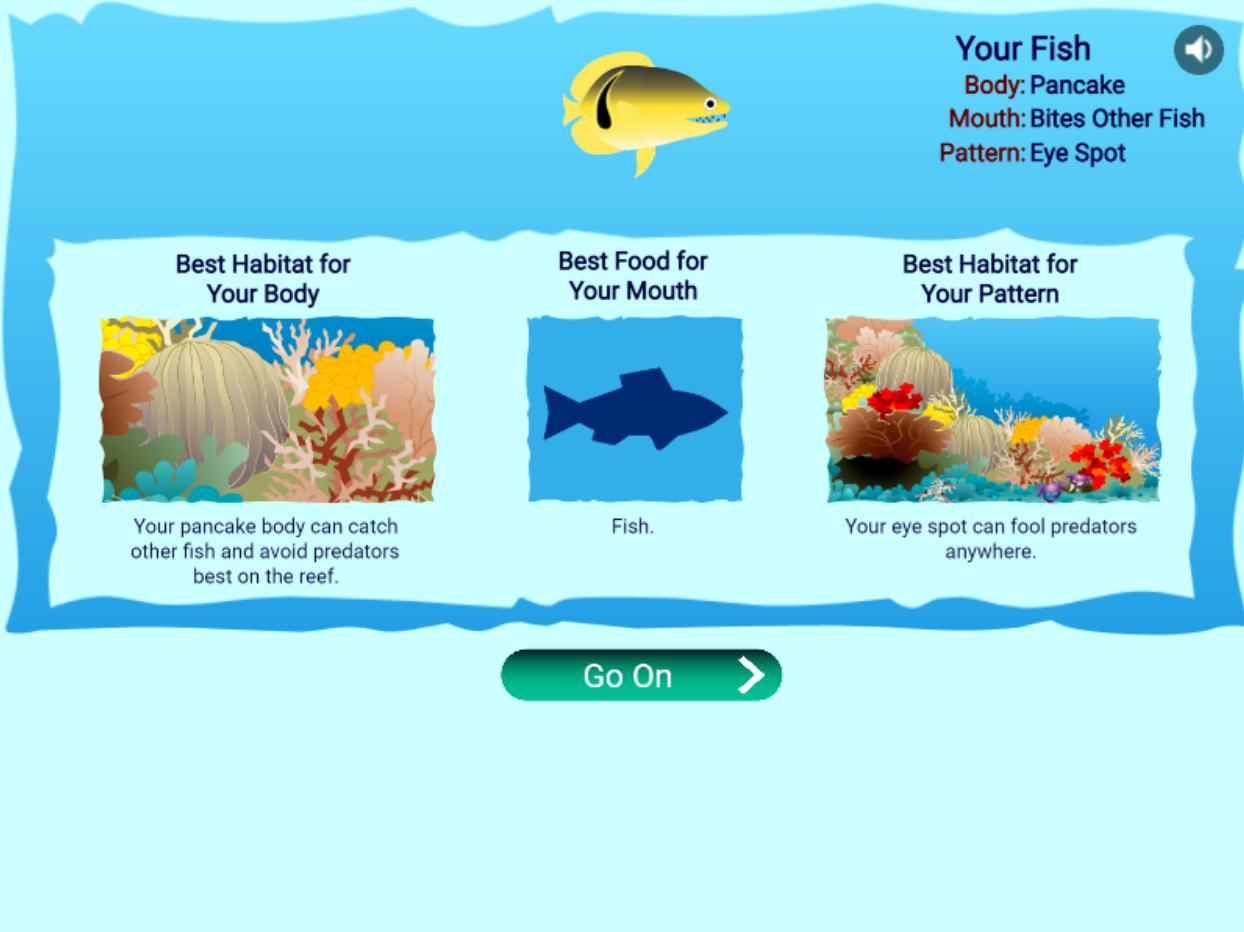 Your Fish
Body: Pancake
Mouth: Bites Other Fish
Pattern: Eye Spot
Best Habitat for
Your Body
Your pancake body can catch
other fish and avoid predators
best on the reef.
Best Food for
Your Mouth
Fish.
Best Habitat for
Your Pattern
Your eye spot can fool predators
anywhere.
Go On